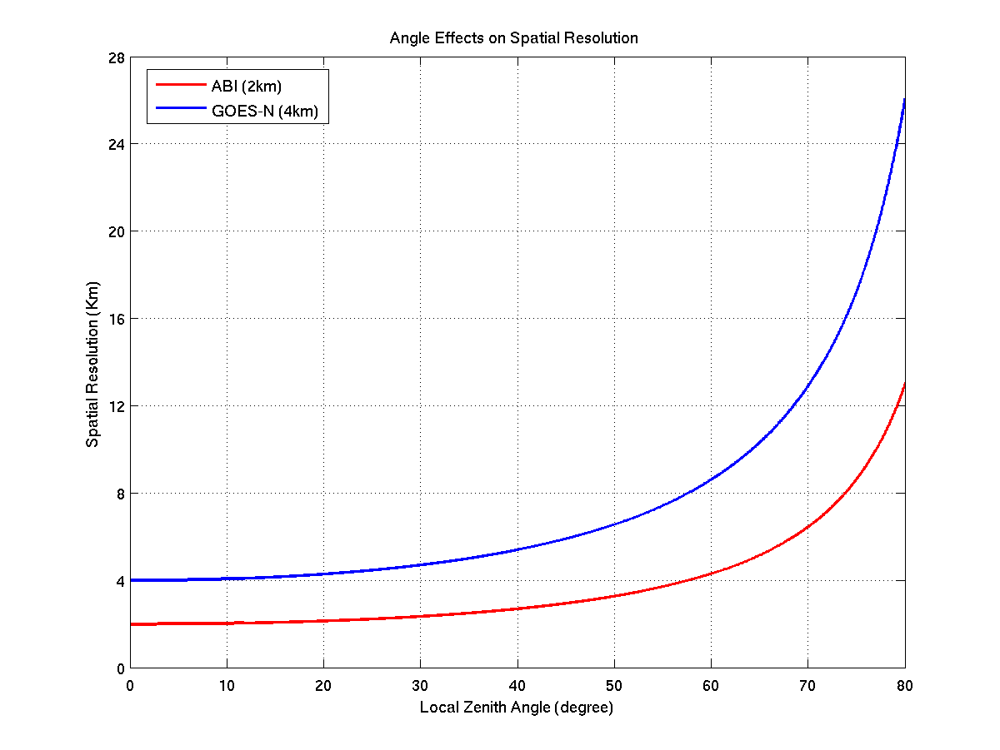 Angle Effects on Spatial Resolution
28
24
20
16
12
8
4
0
ABI (2km)
GOES-N (4km)
Spatial Resolution (Km)
0 10 20 30 40 50 60 70 80
Local Zenith Angle (degree)